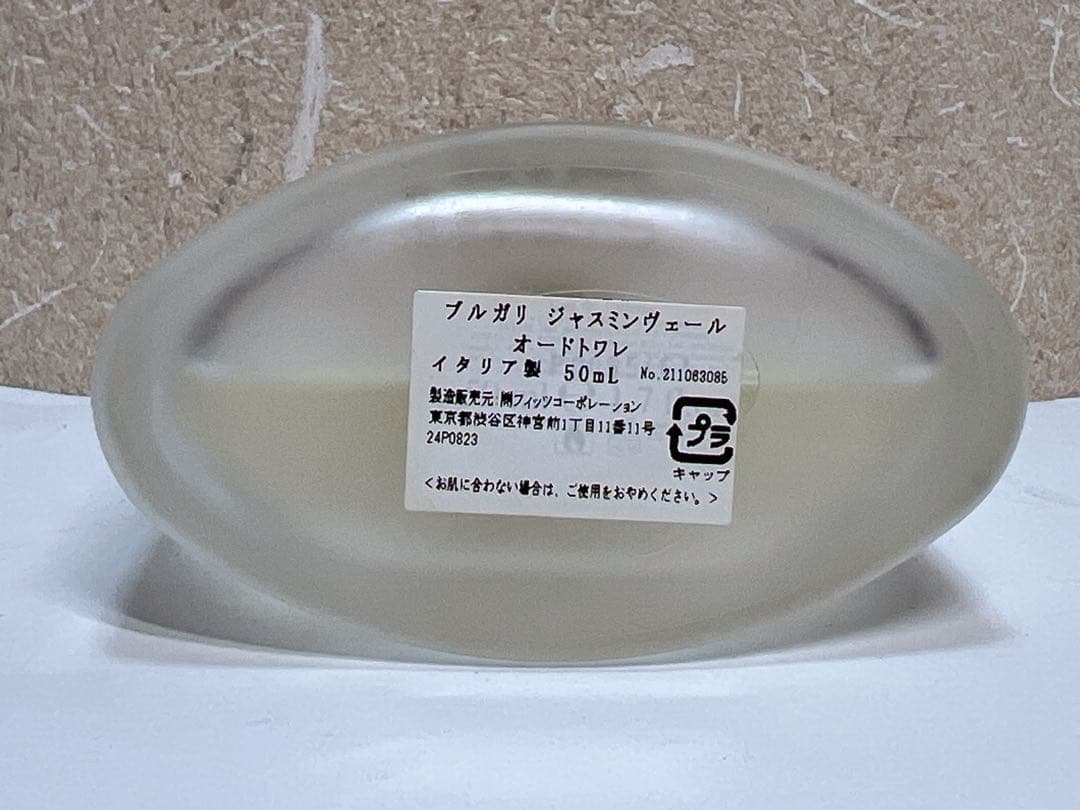 ブルガリ ジャスミンヴェール
オードトワレ
イタリア製 50mL No.211083085
製造販売元:㈱フィッツコーポレーション
東京都渋谷区神宮前1丁目11番11号
24P0823
プラ
キャップ
<お肌に合わない場合は、ご使用をおやめください。>